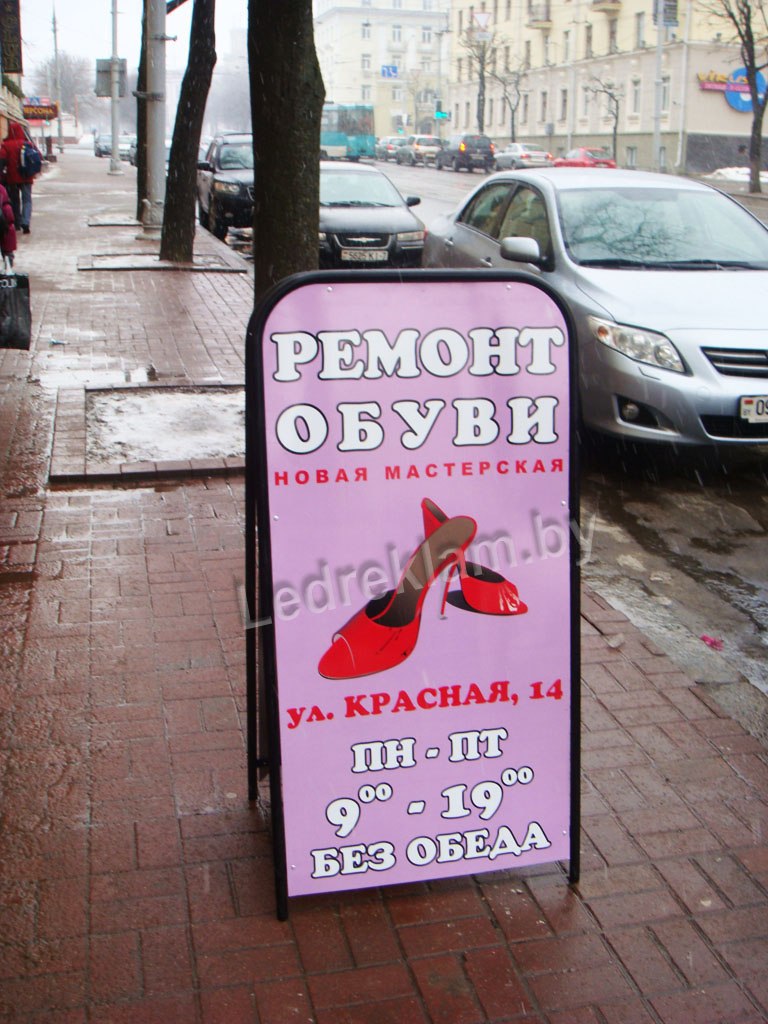 РЕМОНТ
ОБУВИ
НОВАЯ МАСТЕРСКАЯ
Ledreklam.by
ул. КРАСНАЯ, 14
ПН - ПТ
9⁰⁰ - 19⁰⁰
БЕЗ ОБЕДА